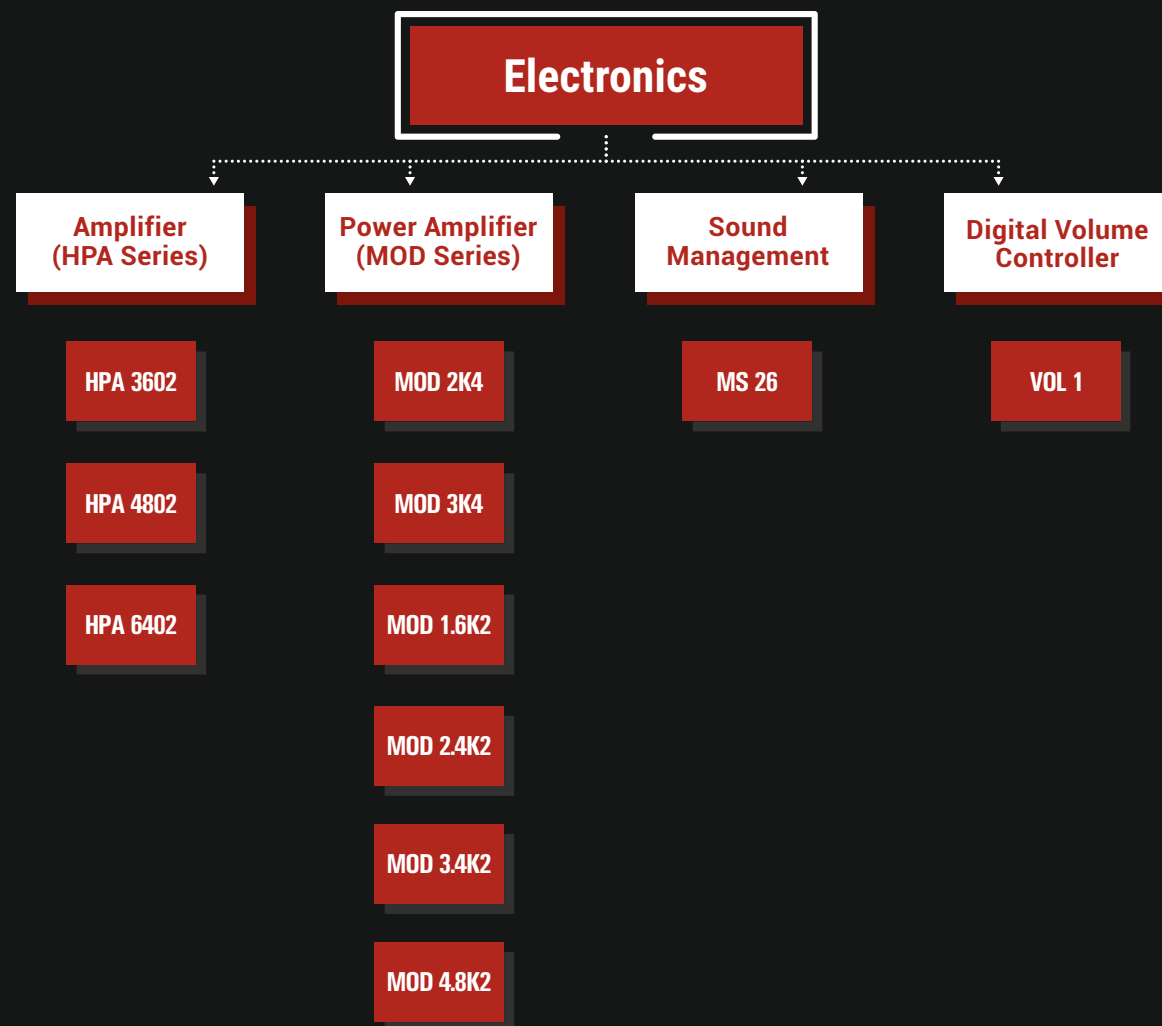 Electronics
Amplifier
(HPA Series)
HPA 3602
HPA 4802
HPA 6402
Power Amplifier
(MOD Series)
MOD 2K4
MOD 3K4
MOD 1.6K2
MOD 2.4K2
MOD 3.4K2
MOD 4.8K2
Sound
Management
MS 26
Digital Volume
Controller
VOL 1